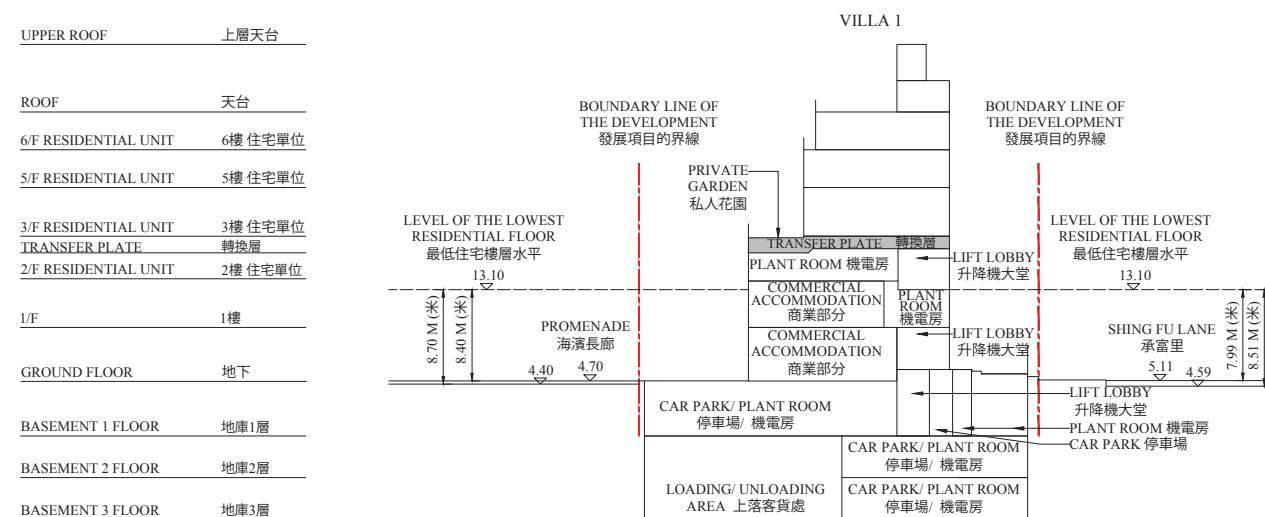 VILLA 1
UPPER ROOF 上層天台
ROOF 天台
6/F RESIDENTIAL UNIT 6樓 住宅單位
5/F RESIDENTIAL UNIT 5樓 住宅單位
3/F RESIDENTIAL UNIT 3樓 住宅單位
TRANSFER PLATE 轉換層
2/F RESIDENTIAL UNIT 2樓 住宅單位
1/F 1樓
GROUND FLOOR 地下
BASEMENT 1 FLOOR 地庫1層
BASEMENT 2 FLOOR 地庫2層
BASEMENT 3 FLOOR 地庫3層
BOUNDARY LINE OF
THE DEVELOPMENT
發展項目的界線
LEVEL OF THE LOWEST
RESIDENTIAL FLOOR
最低住宅樓層水平
13.10
8.70 M (米)
8.40 M (米)
PROMENADE
海濱長廊
4.40
4.70
PRIVATE
GARDEN
私人花園
TRANSFER PLATE 轉換層
PLANT ROOM 機電房
LIFT LOBBY
升降機大堂
COMMERCIAL
ACCOMMODATION
商業部分
PLANT
ROOM
機電房
COMMERCIAL
ACCOMMODATION
商業部分
LIFT LOBBY
升降機大堂
CAR PARK/ PLANT ROOM
停車場/ 機電房
LIFT LOBBY
升降機大堂
PLANT ROOM 機電房
CAR PARK 停車場
LOADING/ UNLOADING
AREA 上落客貨處
CAR PARK/ PLANT ROOM
停車場/ 機電房
CAR PARK/ PLANT ROOM
停車場/ 機電房
BOUNDARY LINE OF
THE DEVELOPMENT
發展項目的界線
LEVEL OF THE LOWEST
RESIDENTIAL FLOOR
最低住宅樓層水平
13.10
SHING FU LANE
承富里
5.11
4.59
7.99 M (米)
8.51 M (米)